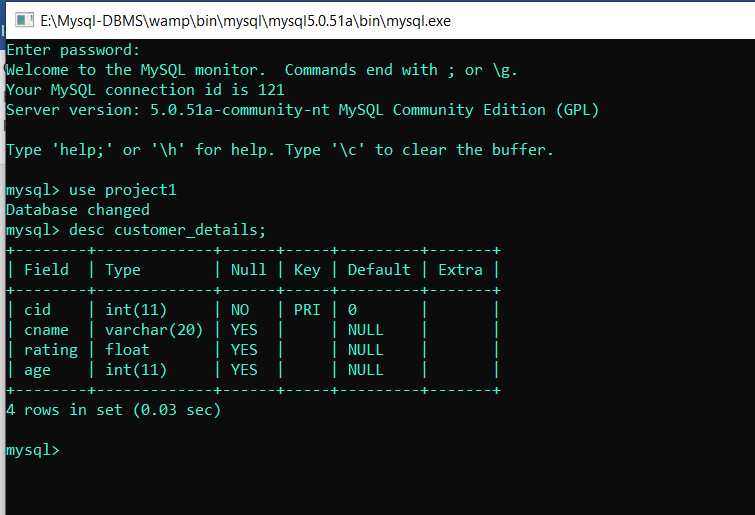 E:\Mysql-DBMS\wamp\bin\mysql\mysql5.0.51a\bin\mysql.exe
Enter password:
Welcome to the MySQL monitor.  Commands end with ; or \g.
Your MySQL connection id is 121
Server version: 5.0.51a-community-nt MySQL Community Edition (GPL)

Type 'help;' or '\h' for help. Type '\c' to clear the buffer.

mysql> use project1
Database changed
mysql> desc customer_details;
+--------+-------------+------+-----+---------+-------+
| Field  | Type        | Null | Key | Default | Extra |
+--------+-------------+------+-----+---------+-------+
| cid    | int(11)     | NO   | PRI | 0       |       |
| cname  | varchar(20) | YES  |     | NULL    |       |
| rating | float       | YES  |     | NULL    |       |
| age    | int(11)     | YES  |     | NULL    |       |
+--------+-------------+------+-----+---------+-------+
4 rows in set (0.03 sec)

mysql>